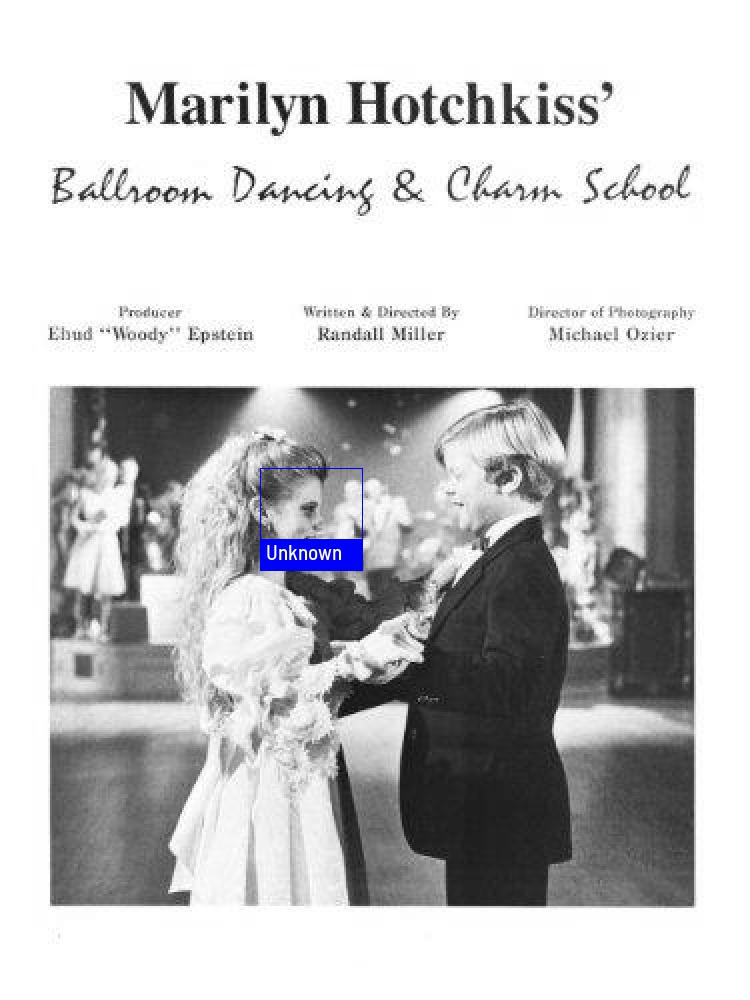 Marilyn Hotchkiss’
Ballroom Dancing & Charm School
Producer
Written & Directed By
Director of Photography
Ehud “Woody” Epstein
Randall Miller
Michael Ozier
Unknown